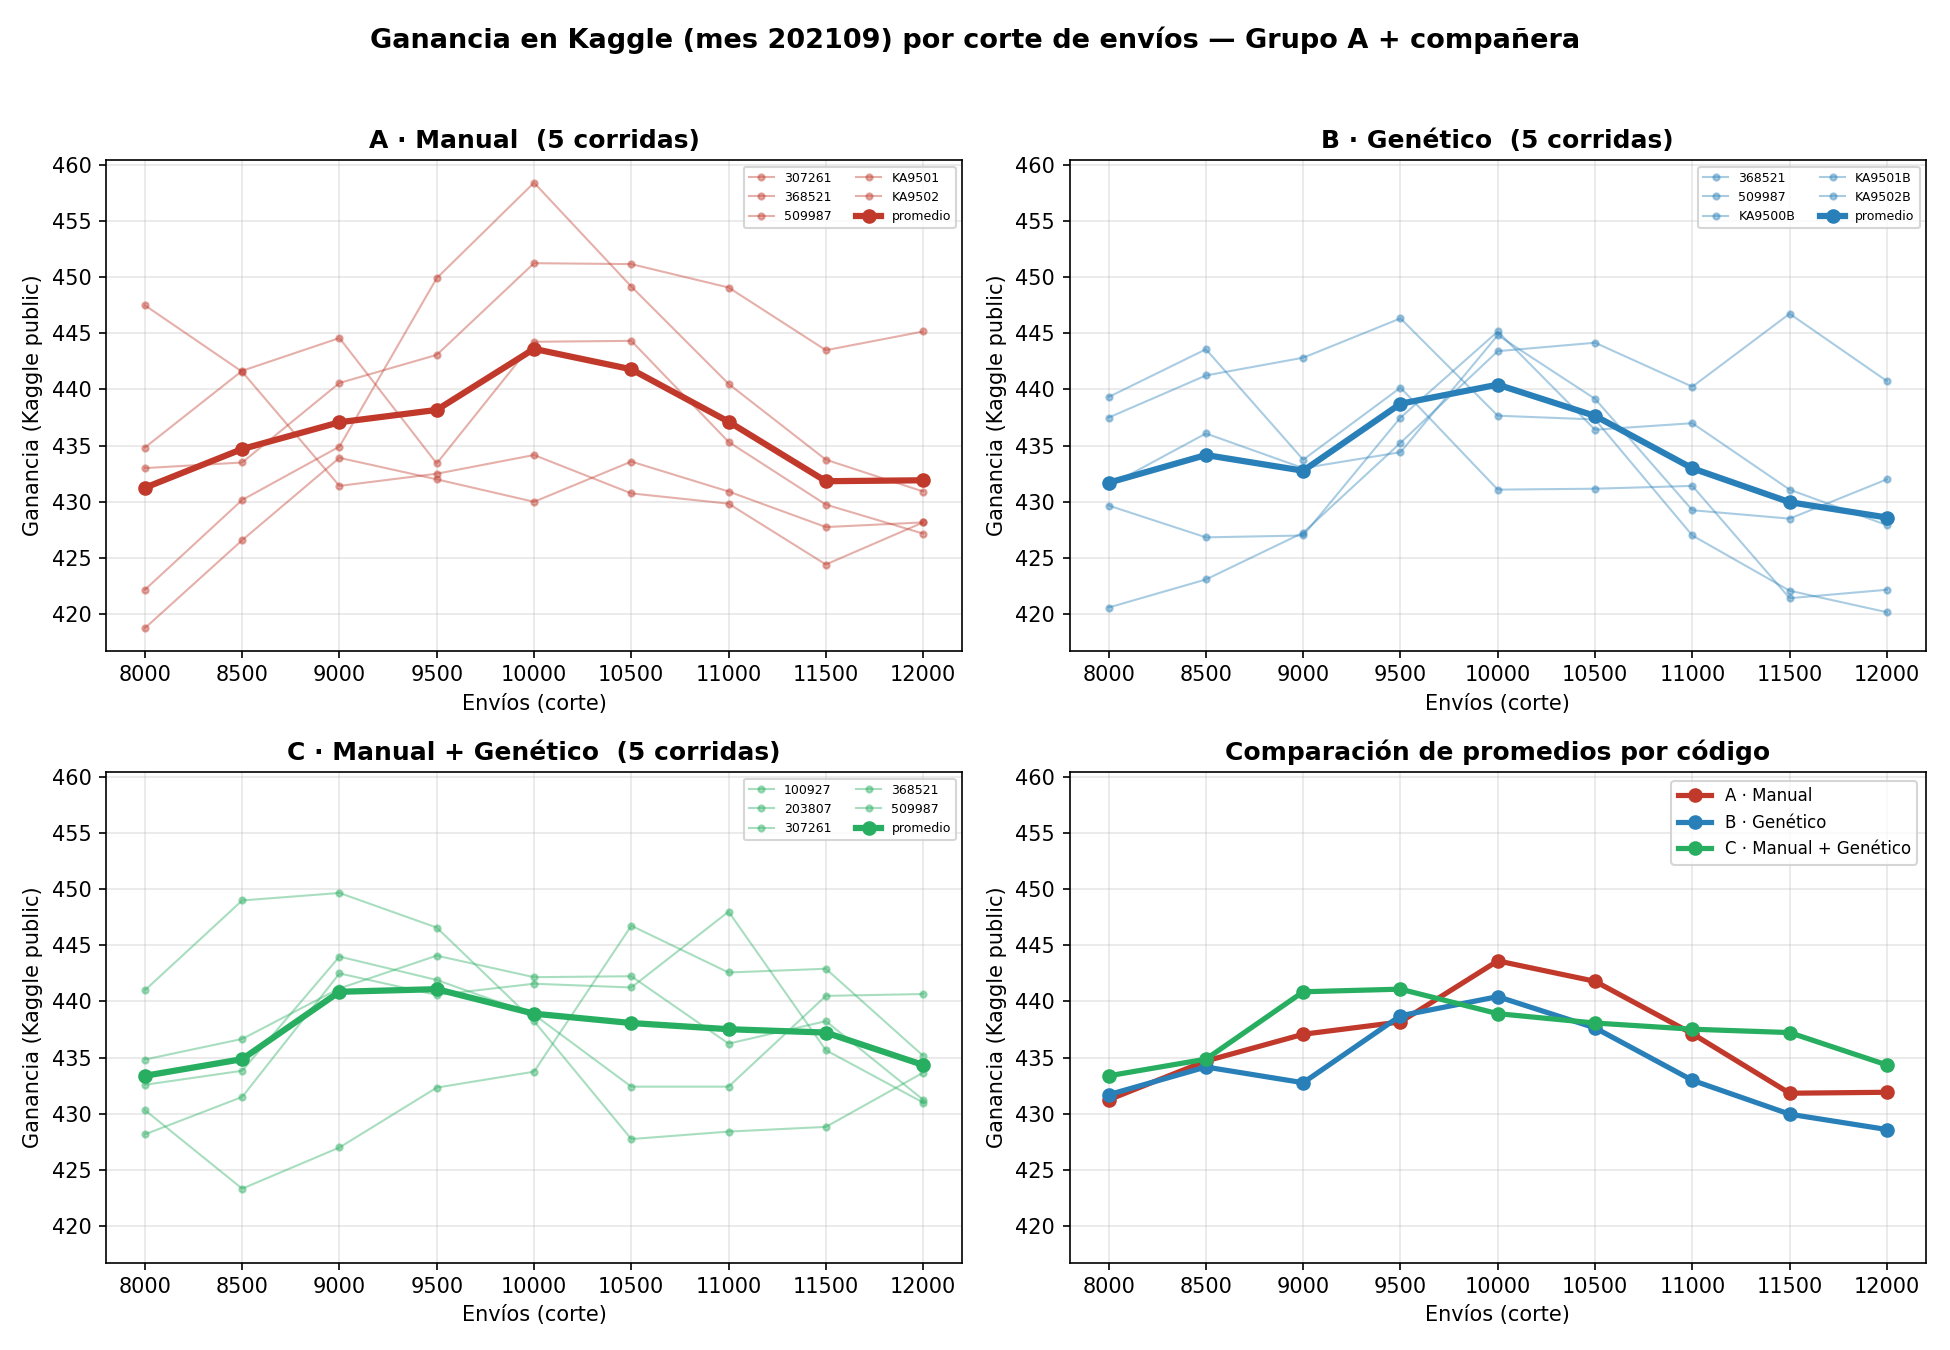 Ganancia en Kaggle (mes 202109) por corte de envíos — Grupo A + compañera
A · Manual  (5 corridas)
460
455
450
445
440
435
430
425
420
Ganancia (Kaggle public)
307261
368521
509987
KA9501
KA9502
promedio
8000 8500 9000 9500 10000 10500 11000 11500 12000
Envíos (corte)
B · Genético  (5 corridas)
460
455
450
445
440
435
430
425
420
Ganancia (Kaggle public)
368521
509987
KA9500B
KA9501B
KA9502B
promedio
8000 8500 9000 9500 10000 10500 11000 11500 12000
Envíos (corte)
C · Manual + Genético  (5 corridas)
460
455
450
445
440
435
430
425
420
Ganancia (Kaggle public)
100927
203807
307261
368521
509987
promedio
8000 8500 9000 9500 10000 10500 11000 11500 12000
Envíos (corte)
Comparación de promedios por código
460
455
450
445
440
435
430
425
420
Ganancia (Kaggle public)
A · Manual
B · Genético
C · Manual + Genético
8000 8500 9000 9500 10000 10500 11000 11500 12000
Envíos (corte)